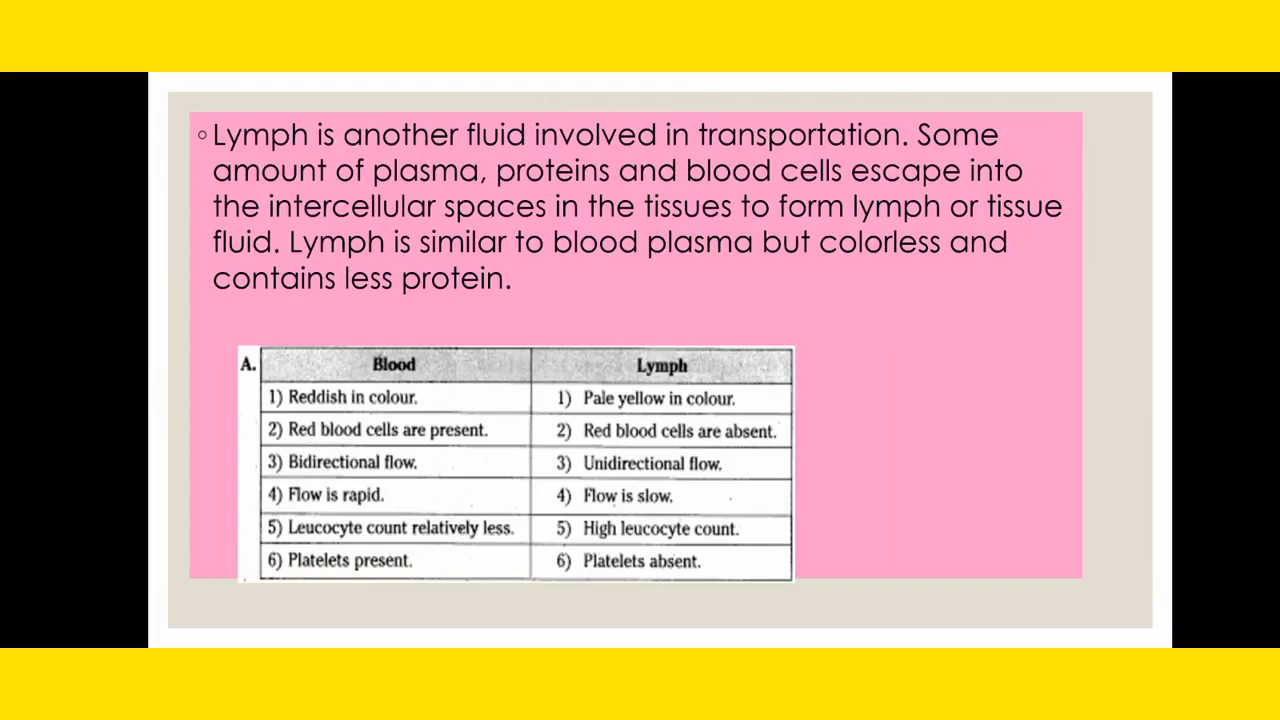 ◦Lymph is another fluid involved in transportation. Some
amount of plasma, proteins and blood cells escape into
the intercellular spaces in the tissues to form lymph or tissue
fluid. Lymph is similar to blood plasma but colorless and
contains less protein.
A. Blood Lymph
1) Reddish in colour. 1) Pale yellow in colour.
2) Red blood cells are present. 2) Red blood cells are absent.
3) Bidirectional flow. 3) Unidirectional flow.
4) Flow is rapid. 4) Flow is slow.
5) Leucocyte count relatively less. 5) High leucocyte count.
6) Platelets present. 6) Platelets absent.